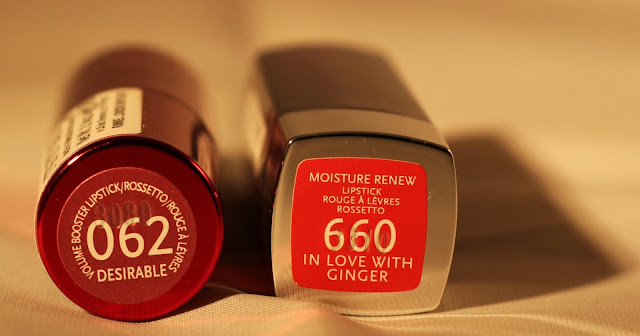 VOLUME BOOSTER LIPSTICK/ROSSETTO/ROUGE À LÈVRES
062
DESIRABLE
MOISTURE RENEW
LIPSTICK
ROUGE À LÈVRES
ROSSETTO
660
IN LOVE WITH
GINGER